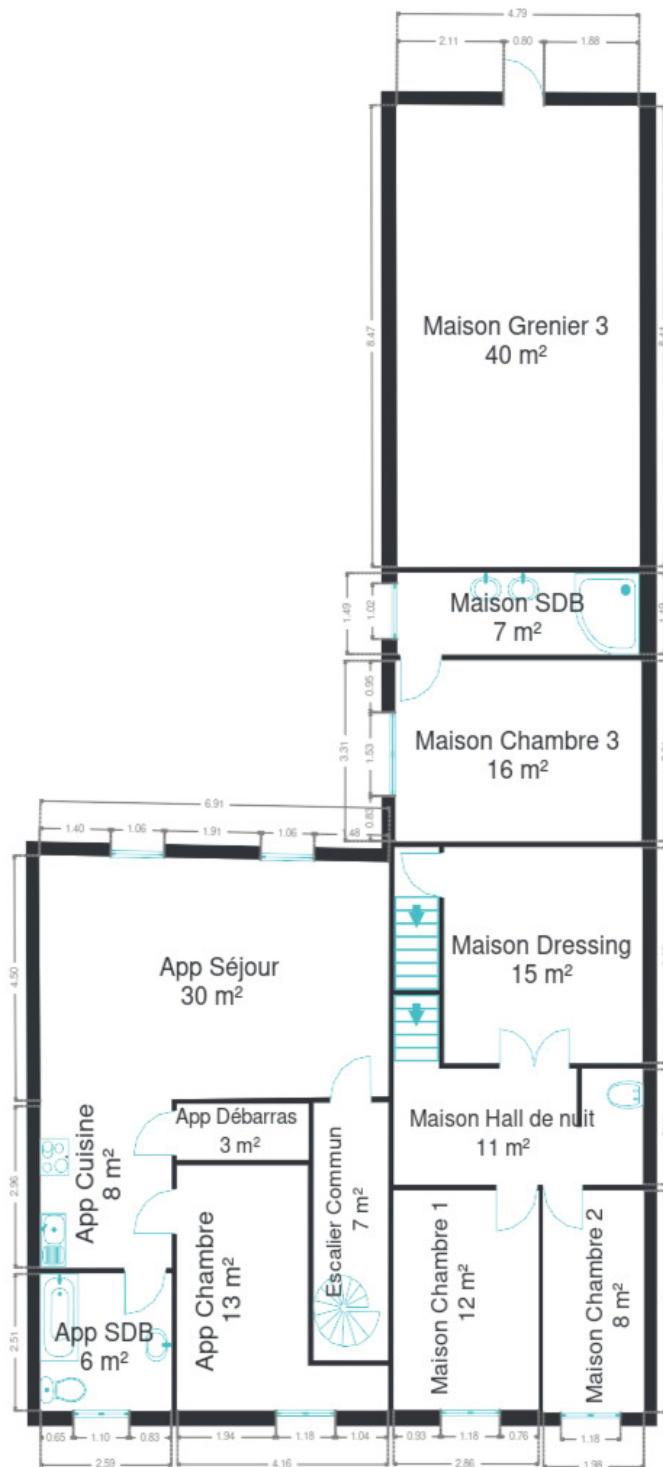 4.79
2.11
0.80
1.88
8.47
Maison Grenier 3
40 m²
1.49
1.02
Maison SDB
7 m²
3.31
0.95
1.53
0.83
Maison Chambre 3
16 m²
6.91
1.40
1.06
1.91
1.06
1.48
4.50
App Séjour
30 m²
Maison Dressing
15 m²
2.96
App Cuisine
8 m²
App Débarras
3 m²
Escalier Commun
7 m²
Maison Hall de nuit
11 m²
App Chambre
13 m²
Maison Chambre 1
12 m²
Maison Chambre 2
8 m²
2.51
App SDB
6 m²
0.65
1.10
0.83
1.94
1.18
1.04
0.93
1.18
0.76
1.18
2.59
4.16
2.86
1.98